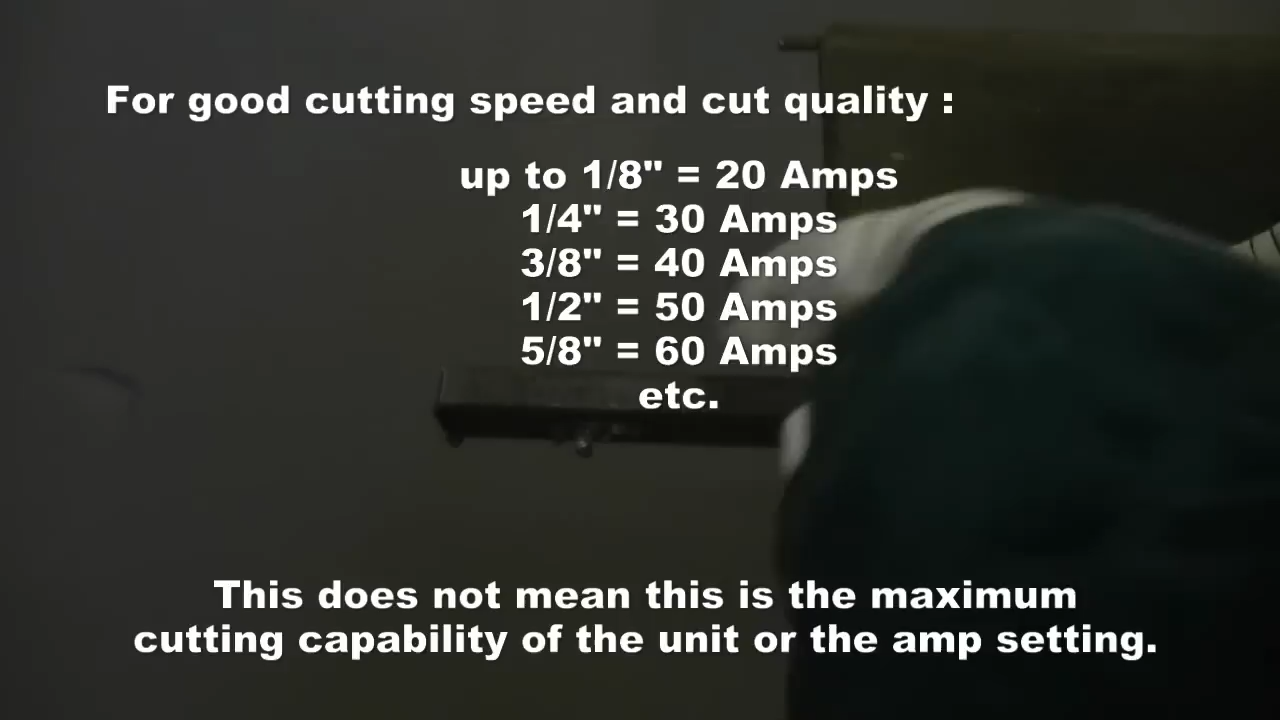 For good cutting speed and cut quality :
up to 1/8" = 20 Amps
1/4" = 30 Amps
3/8" = 40 Amps
1/2" = 50 Amps
5/8" = 60 Amps
etc.
This does not mean this is the maximum
cutting capability of the unit or the amp setting.